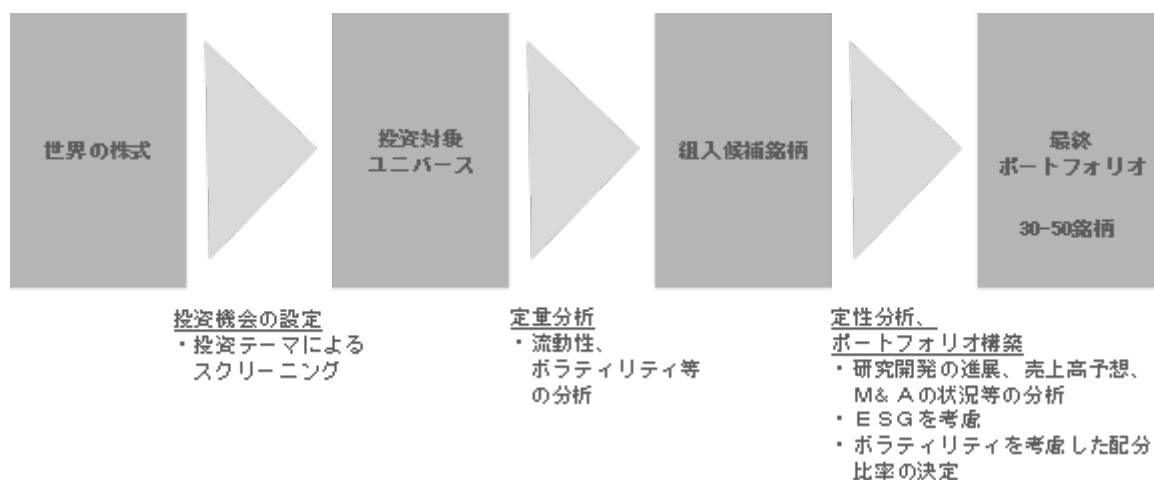 世界の株式
投資対象
ユニバース
組入候補銘柄
最終
ポートフォリオ
30-50銘柄
投資機会の設定
・投資テーマによる
スクリーニング
定量分析
・流動性、
ボラティリティ等
の分析
定性分析、
ポートフォリオ構築
・研究開発の進展、売上高予想、
M&Aの状況等の分析
・ESGを考慮
・ボラティリティを考慮した配分
比率の決定